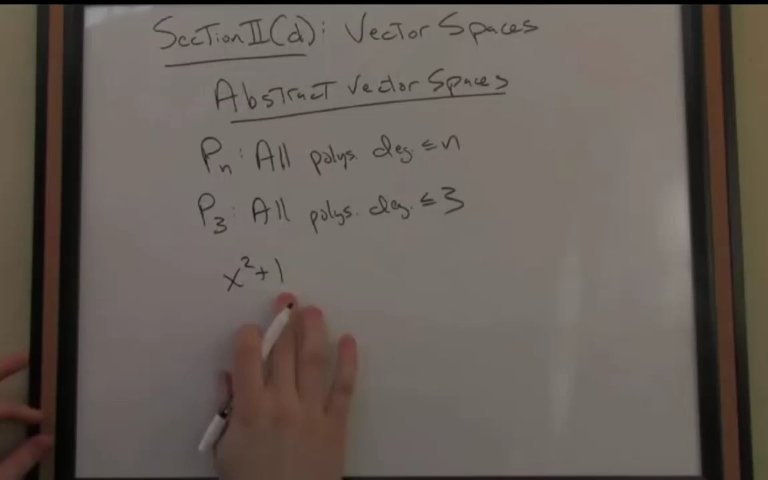 Section II(d): Vector Spaces
Abstract Vector Spaces
Pₙ: All polys. deg. ≤ n
P₃: All polys. deg. ≤ 3
x² + 1